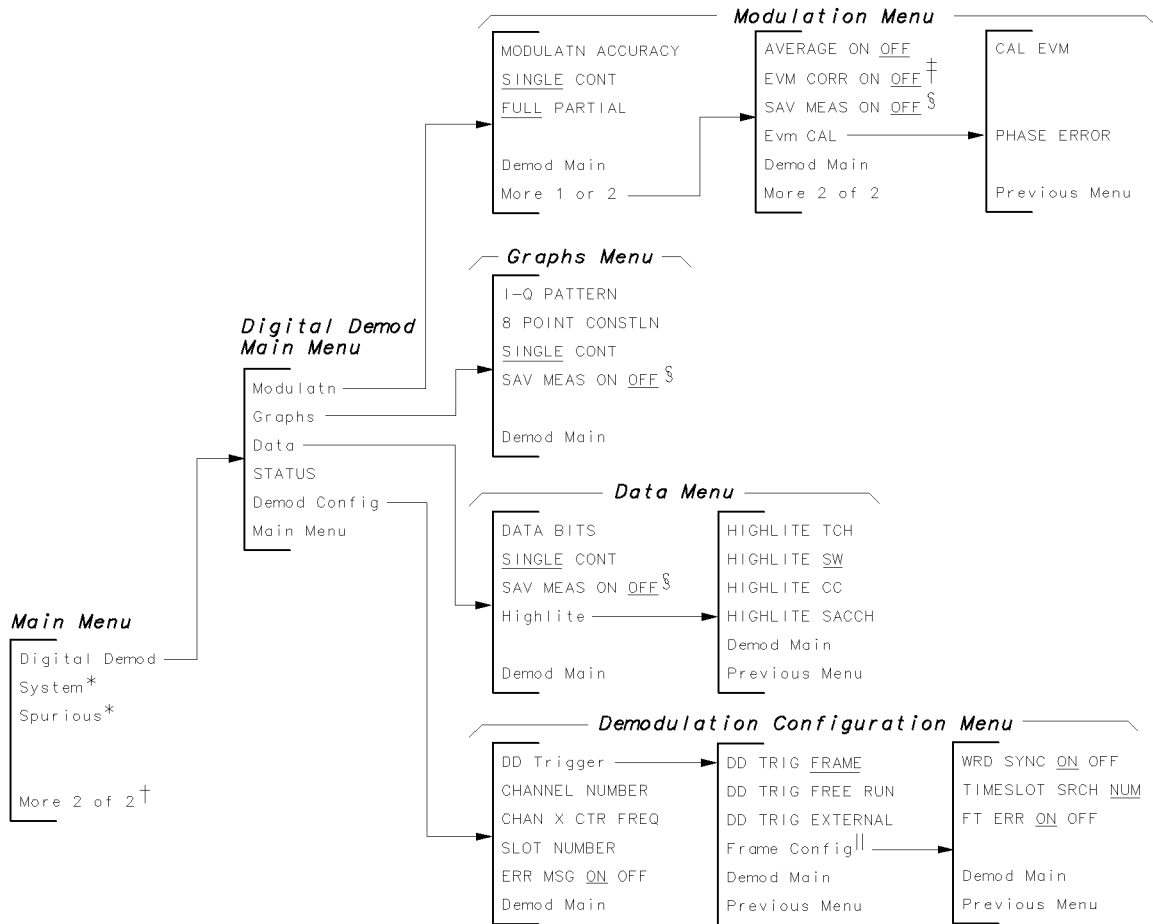 Modulation Menu
MODULATN ACCURACY
SINGLE CONT
FULL PARTIAL
Demod Main
More 1 or 2
AVERAGE ON OFF
EVM CORR ON OFF‡
SAV MEAS ON OFF§
Evm CAL
Demod Main
More 2 of 2
CAL EVM
PHASE ERROR
Previous Menu
Graphs Menu
I-Q PATTERN
8 POINT CONSTLN
SINGLE CONT
SAV MEAS ON OFF§
Demod Main
Digital Demod
Main Menu
Modulatn
Graphs
Data
STATUS
Demod Config
Main Menu
Data Menu
DATA BITS
SINGLE CONT
SAV MEAS ON OFF§
Highlite
Demod Main
HIGHLITE TCH
HIGHLITE SW
HIGHLITE CC
HIGHLITE SACCH
Demod Main
Previous Menu
Main Menu
Digital Demod
System*
Spurious*
More 2 of 2†
Demodulation Configuration Menu
DD Trigger
CHANNEL NUMBER
CHAN X CTR FREQ
SLOT NUMBER
ERR MSG ON OFF
Demod Main
DD TRIG FRAME
DD TRIG FREE RUN
DD TRIG EXTERNAL
Frame Config||
Demod Main
Previous Menu
WRD SYNC ON OFF
TIMESLOT SRCH NUM
FT ERR ON OFF
Demod Main
Previous Menu